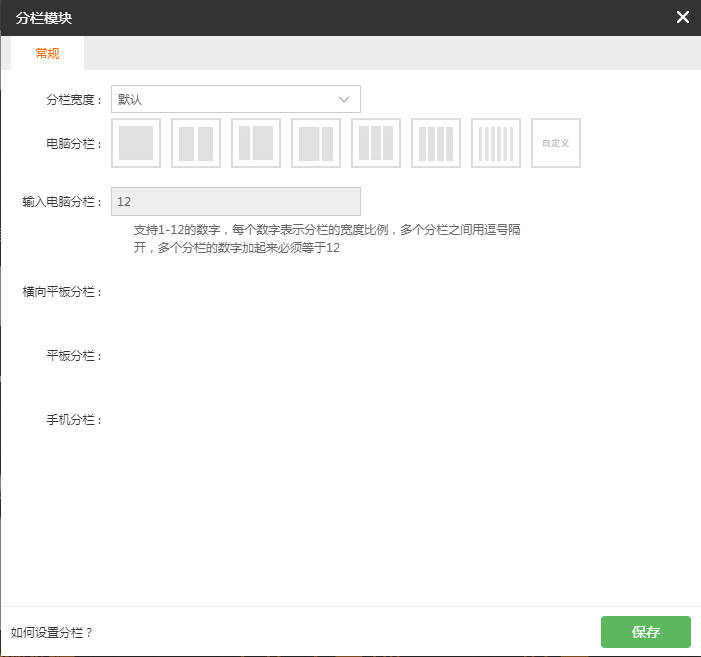 分栏模块
常规
分栏宽度：
默认
电脑分栏：
自定义
输入电脑分栏：
12
支持1-12的数字，每个数字表示分栏的宽度比例，多个分栏之间用逗号隔
开，多个分栏的数字加起来必须等于12
横向平板分栏：
平板分栏：
手机分栏：
如何设置分栏？
保存